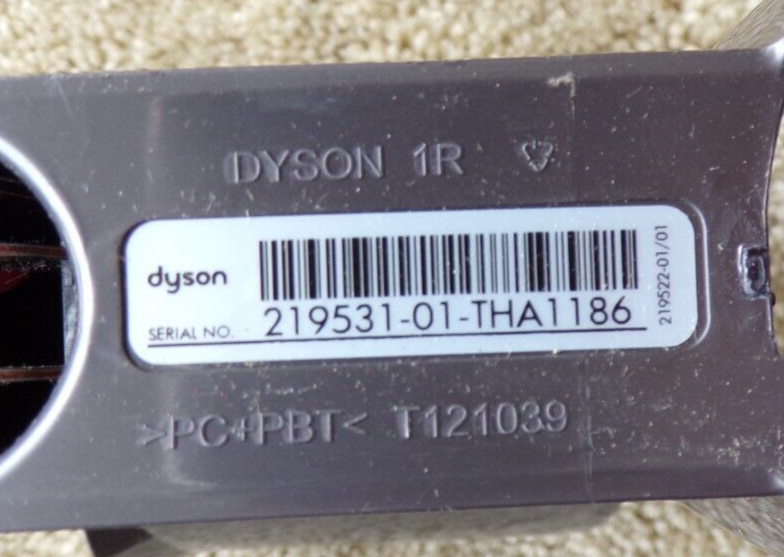 DYSON 1R
dyson
SERIAL NO. 219531-01-THA1186
219522-01/01
>PC+PBT< T121039